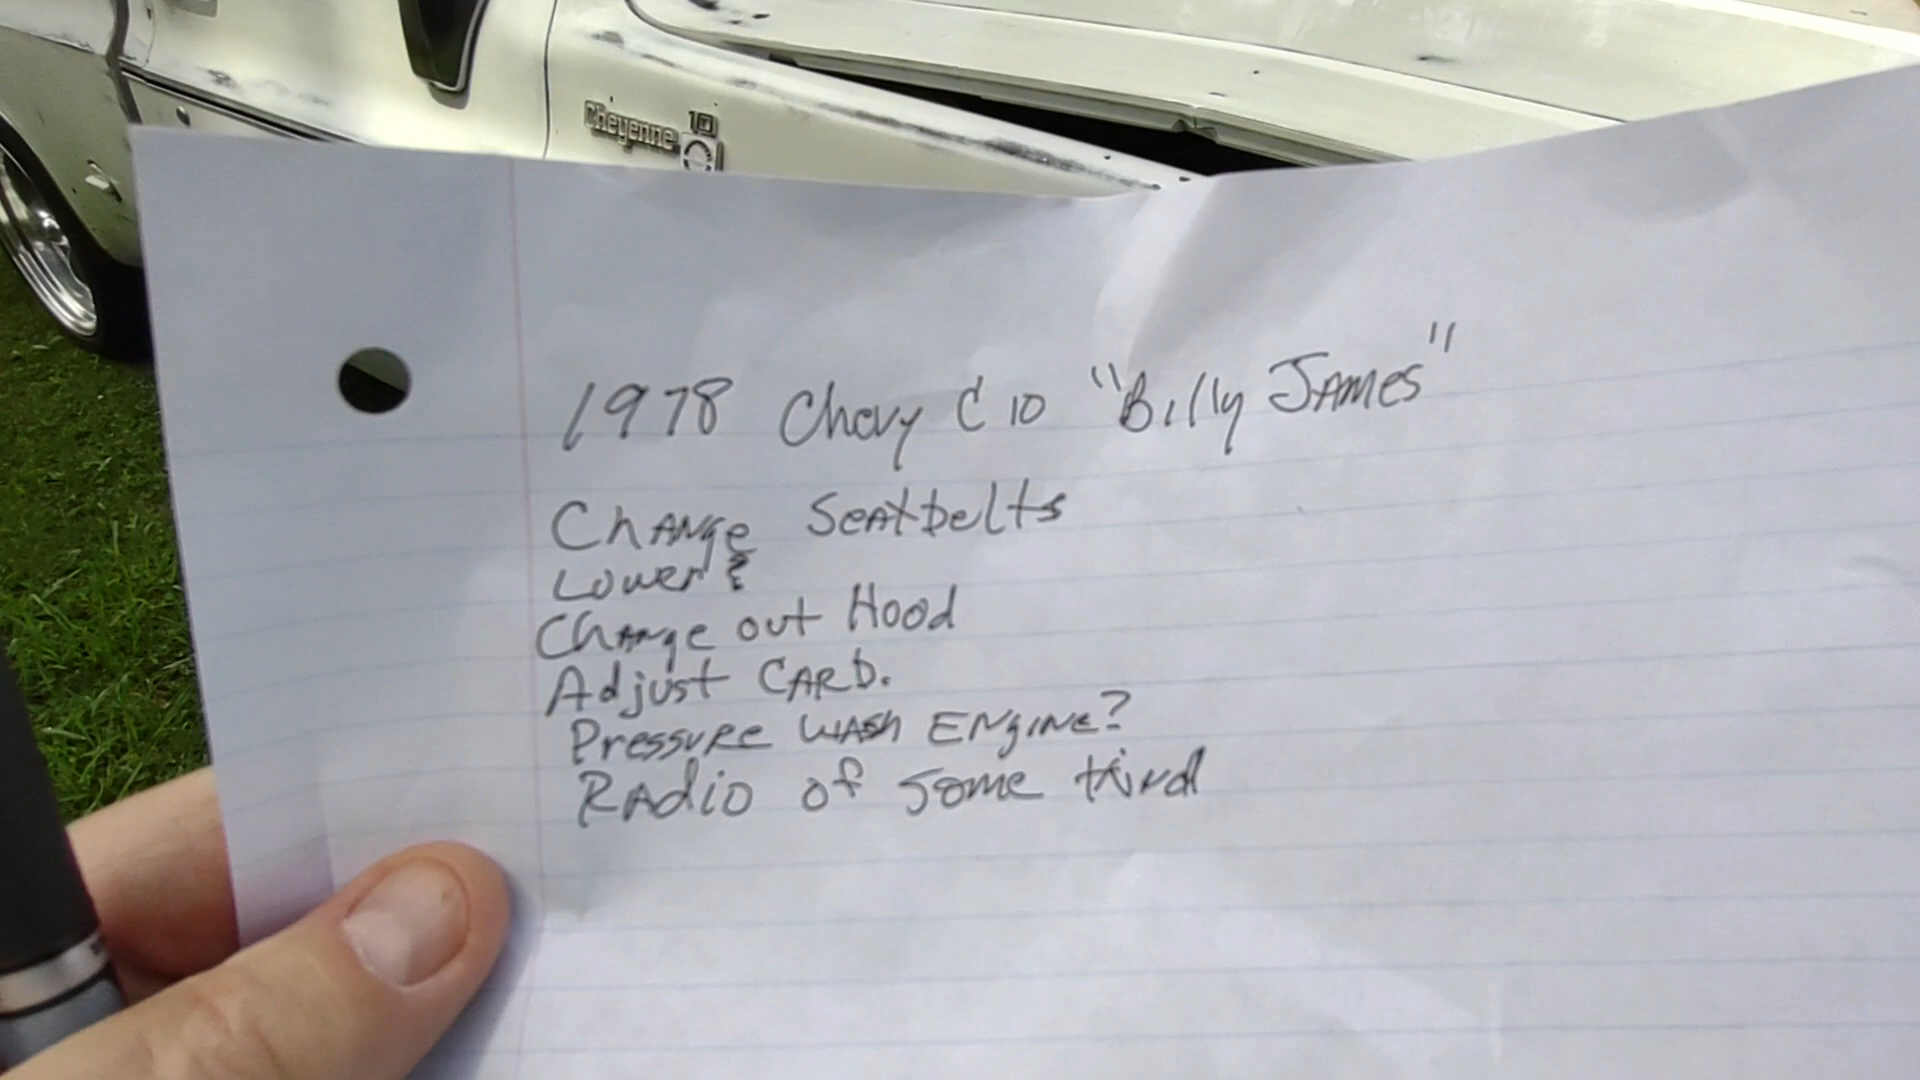 Cheyenne 10
1978 Chevy C10 "Billy James"
Change Seatbelts
Lower &
Change out Hood
Adjust CARb.
Pressure wash Engine?
Radio of some kind